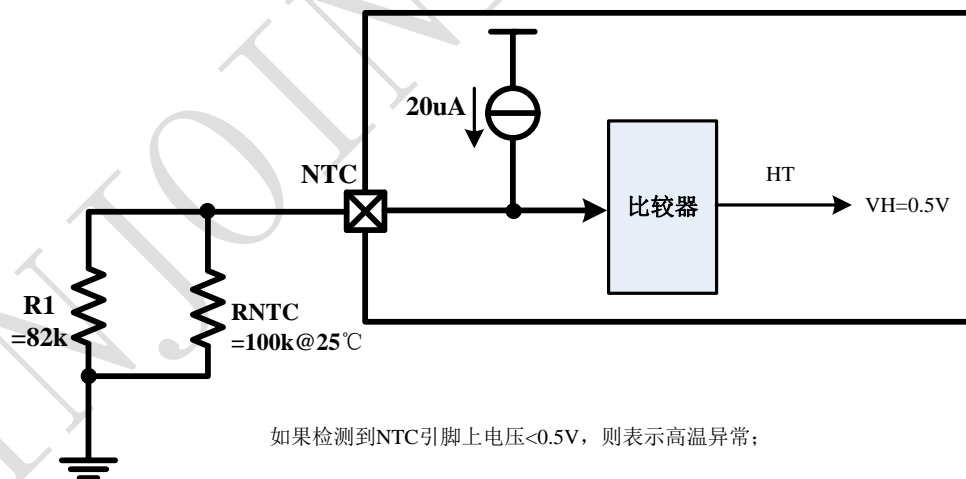 20uA
NTC
比较器
HT
VH=0.5V
R1
=82k
RNTC
=100k@25℃
如果检测到NTC引脚上电压<0.5V，则表示高温异常；
INJOIN